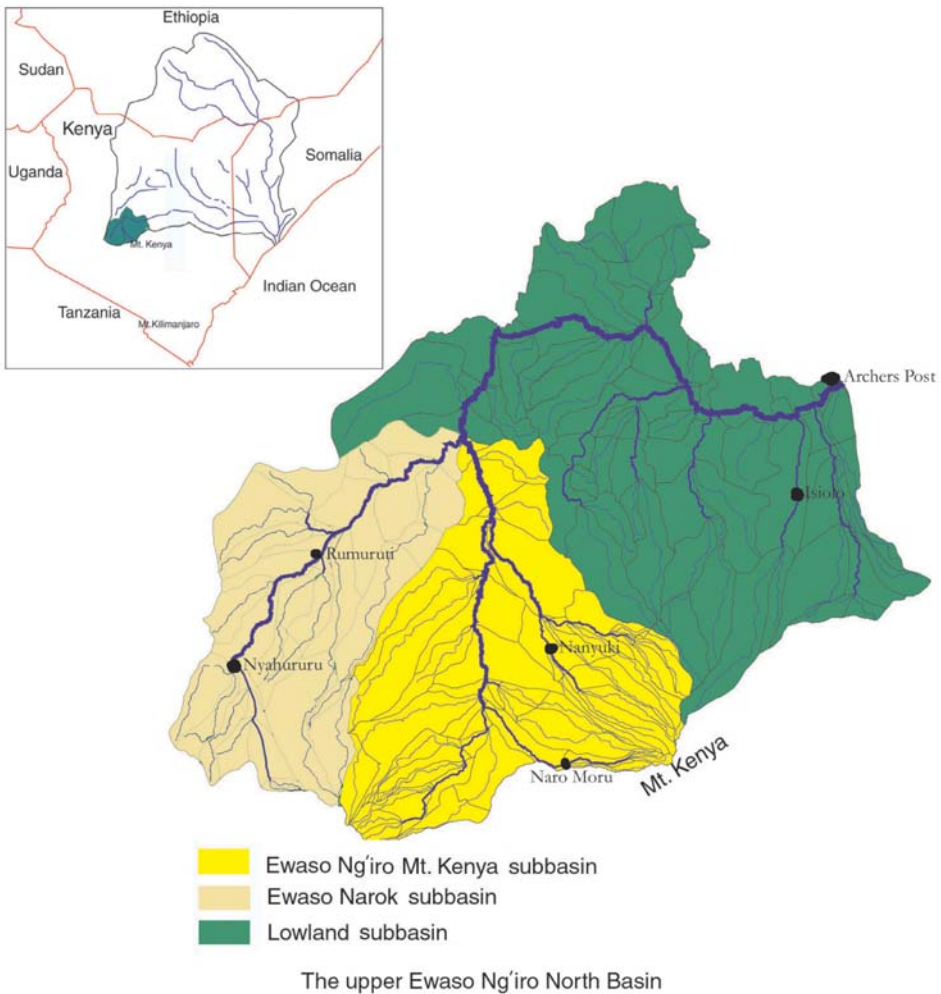 Ethiopia
Sudan
Kenya
Somalia
Uganda
Mt. Kenya
Indian Ocean
Tanzania
Mt.Kilimanjaro
Archers Post
Isiolo
Rumuruti
Nanyuki
Nyahururu
Naro Moru
Mt. Kenya
Ewaso Ng'iro Mt. Kenya subbasin
Ewaso Narok subbasin
Lowland subbasin
The upper Ewaso Ng'iro North Basin